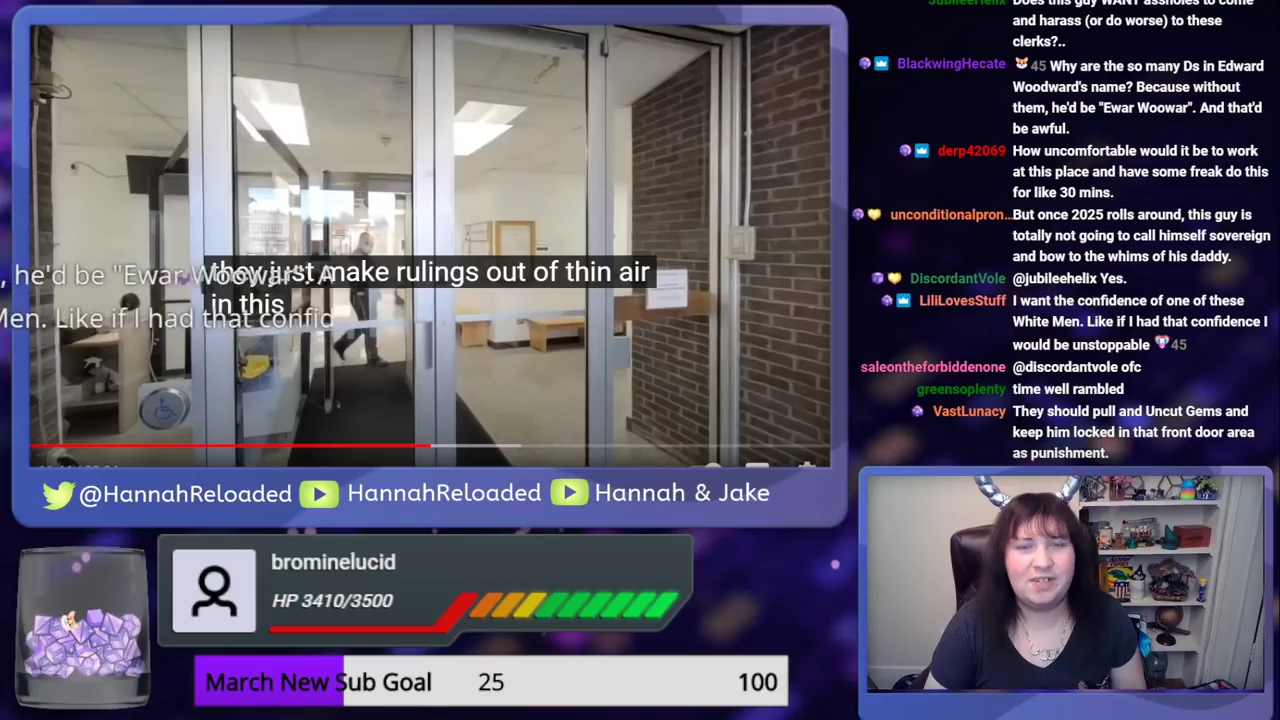 they just make rulings out of thin air
in this
, he'd be "Ewar Woowar". A
Men. Like if I had that confid
@HannahReloaded HannahReloaded Hannah & Jake
brominelucid
HP 3410/3500
March New Sub Goal 25 100
JubileeHelix Does this guy WANT assholes to come
and harass (or do worse) to these
clerks?..
BlackwingHecate 45 Why are the so many Ds in Edward
Woodward's name? Because without
them, he'd be "Ewar Woowar". And that'd
be awful.
derp42069 How uncomfortable would it be to work
at this place and have some freak do this
for like 30 mins.
unconditionalpron... But once 2025 rolls around, this guy is
totally not going to call himself sovereign
and bow to the whims of his daddy.
DiscordantVole @jubileehelix Yes.
LiliLovesStuff I want the confidence of one of these
White Men. Like if I had that confidence I
would be unstoppable 45
saleontheforbiddenone @discordantvole ofc
greensoplenty time well rambled
VastLunacy They should pull and Uncut Gems and
keep him locked in that front door area
as punishment.